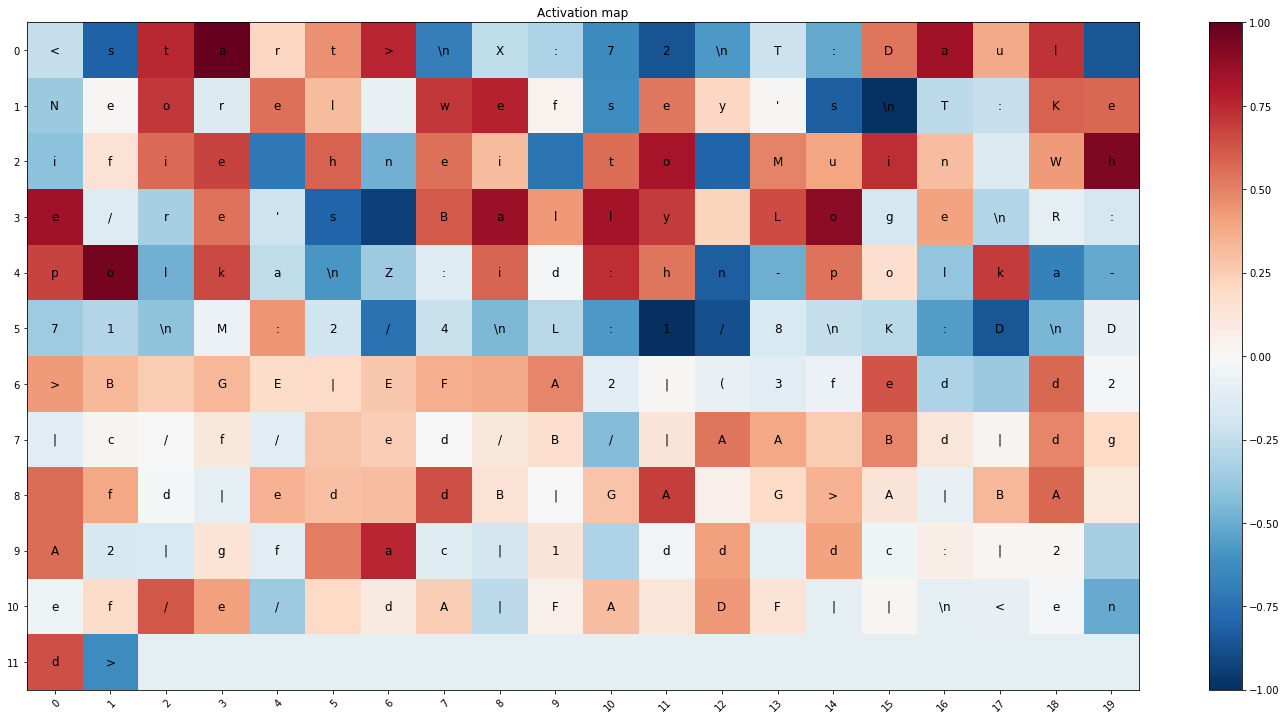 Activation map
0 < s t a r t > \n X : 7 2 \n T : D a u l
1 N e o r e l w e f s e y ' s \n T : K e
2 i f i e h n e i t o M u i n W h
3 e / r e ' s B a l l y L o g e \n R :
4 p o l k a \n Z : i d : h n - p o l k a -
5 7 1 \n M : 2 / 4 \n L : 1 / 8 \n K : D \n D
6 > B G E | E F A 2 | ( 3 f e d d 2
7 | c / f / e d / B / | A A B d | d g
8 f d | e d d B | G A G > A | B A
9 A 2 | g f a c | 1 d d d c : | 2
10 e f / e / d A | F A D F | | \n < e n
11 d >
0 1 2 3 4 5 6 7 8 9 10 11 12 13 14 15 16 17 18 19
1.00
0.75
0.50
0.25
0.00
−0.25
−0.50
−0.75
−1.00